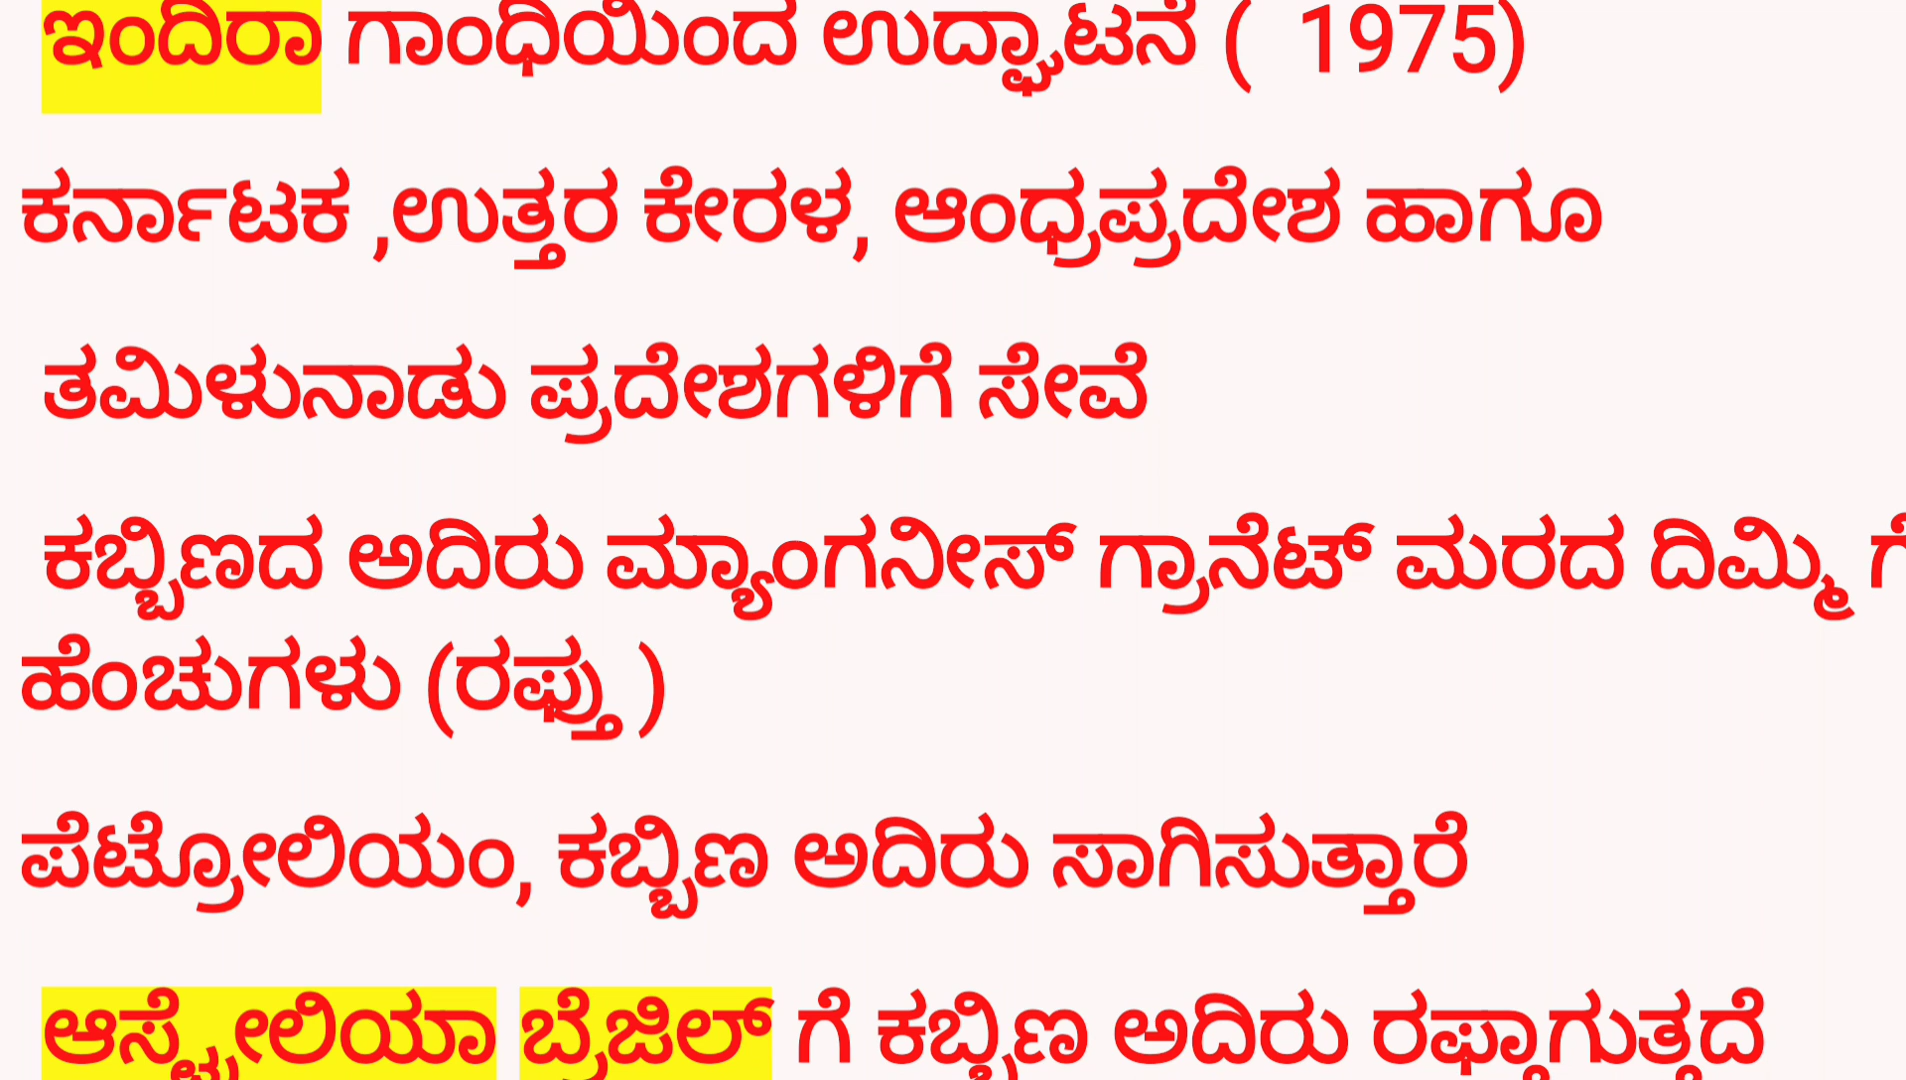 ಇಂದಿರಾ ಗಾಂಧಿಯಿಂದ ಉದ್ಘಾಟನೆ ( 1975)
ಕರ್ನಾಟಕ ,ಉತ್ತರ ಕೇರಳ, ಆಂಧ್ರಪ್ರದೇಶ ಹಾಗೂ
ತಮಿಳುನಾಡು ಪ್ರದೇಶಗಳಿಗೆ ಸೇವೆ
ಕಬ್ಬಿಣದ ಅದಿರು ಮ್ಯಾಂಗನೀಸ್ ಗ್ರಾನೆಟ್ ಮರದ ದಿಮ್ಮಿ
ಹೆಂಚುಗಳು (ರಫ್ತು )
ಪೆಟ್ರೋಲಿಯಂ, ಕಬ್ಬಿಣ ಅದಿರು ಸಾಗಿಸುತ್ತಾರೆ
ಆಸ್ಟ್ರೇಲಿಯಾ ಬ್ರೆಜಿಲ್ ಗೆ ಕಬ್ಬಿಣ ಅದಿರು ರಫ್ತಾಗುತ್ತದೆ